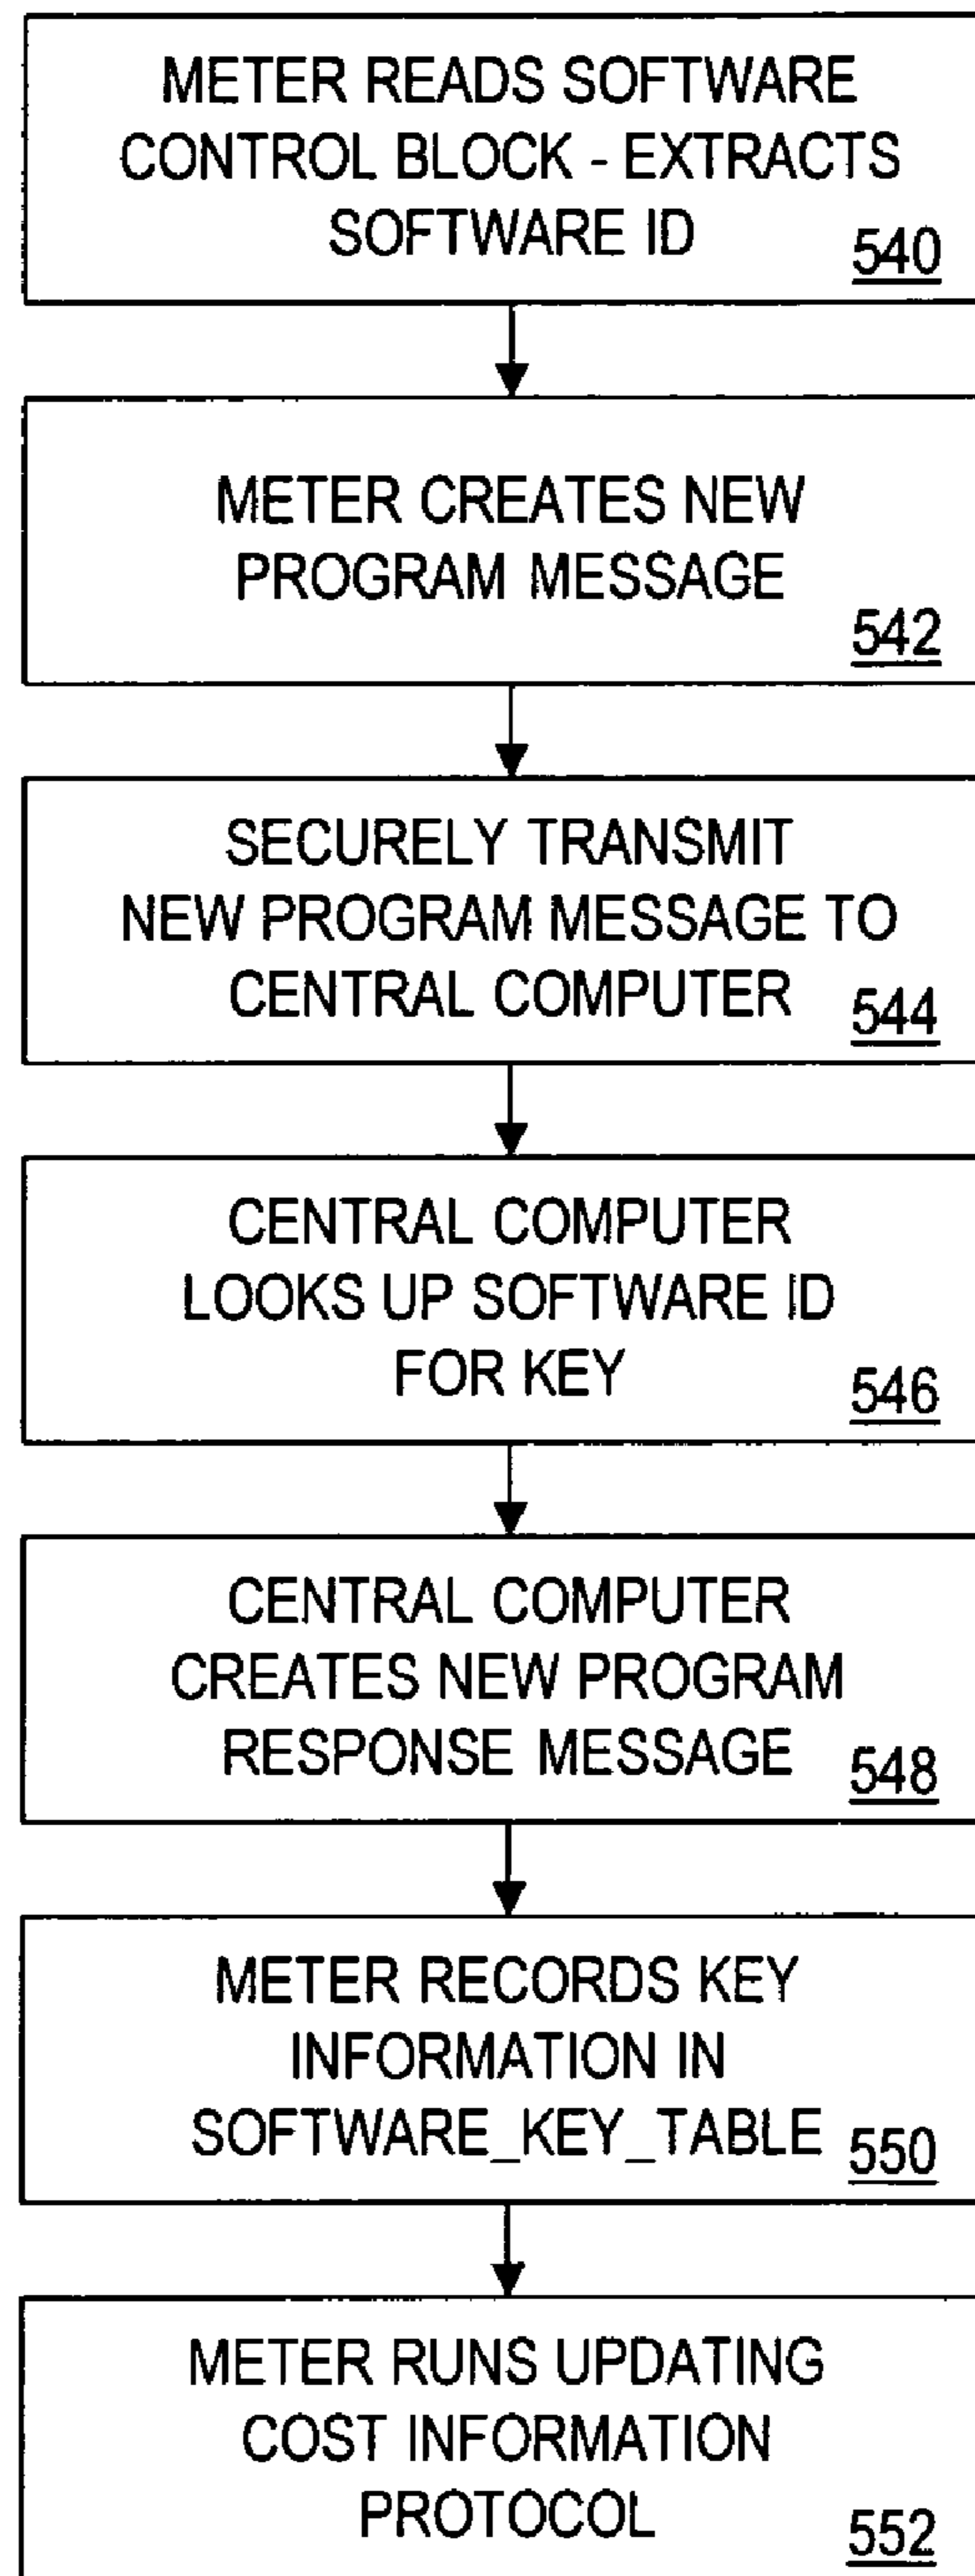 METER READS SOFTWARE
CONTROL BLOCK - EXTRACTS
SOFTWARE ID
540
METER CREATES NEW
PROGRAM MESSAGE
542
SECURELY TRANSMIT
NEW PROGRAM MESSAGE TO
CENTRAL COMPUTER
544
CENTRAL COMPUTER
LOOKS UP SOFTWARE ID
FOR KEY
546
CENTRAL COMPUTER
CREATES NEW PROGRAM
RESPONSE MESSAGE
548
METER RECORDS KEY
INFORMATION IN
SOFTWARE_KEY_TABLE
550
METER RUNS UPDATING
COST INFORMATION
PROTOCOL
552